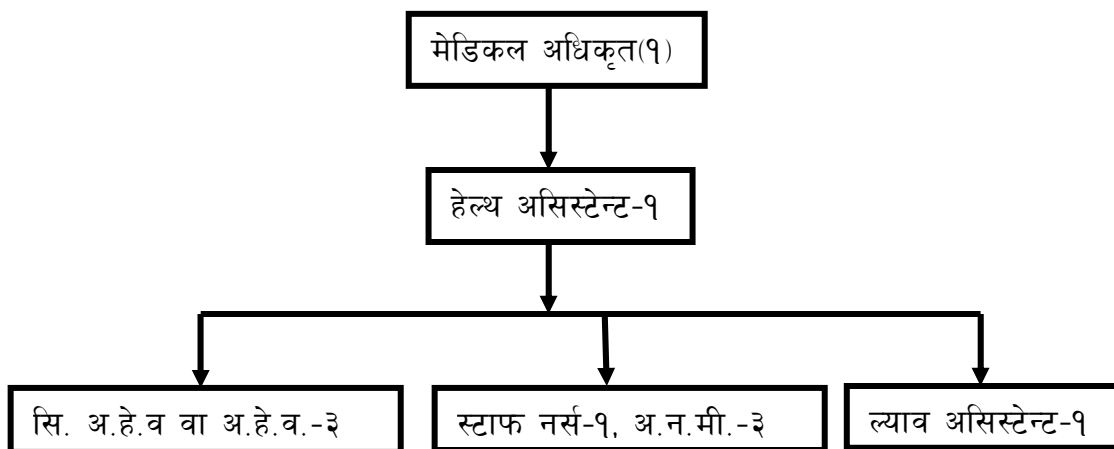 मेडिकल अधिकृत(१)
हेल्थ असिस्टेन्ट-१
सि. अ.हे.व वा अ.हे.व.-३
स्टाफ नर्स-१, अ.न.मी.-३
ल्याव असिस्टेन्ट-१